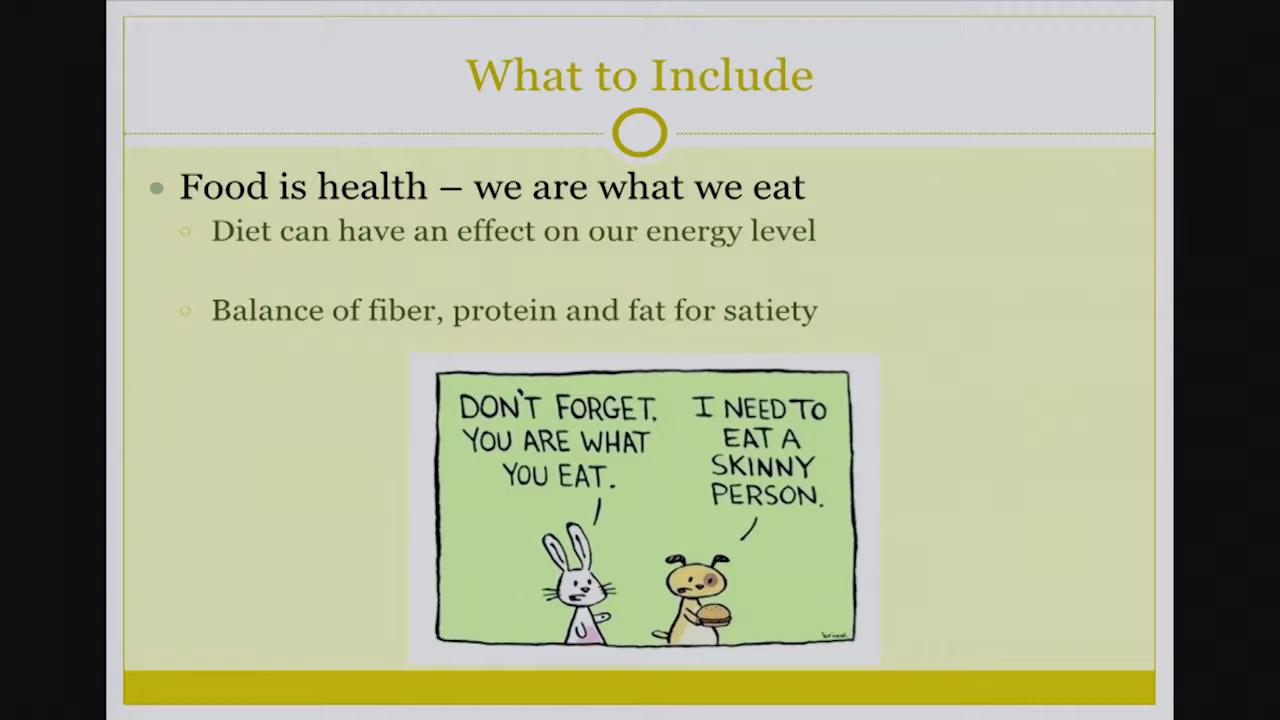 What to Include
Food is health – we are what we eat
Diet can have an effect on our energy level
Balance of fiber, protein and fat for satiety
DON'T FORGET.
YOU ARE WHAT
YOU EAT.
I NEED TO
EAT A
SKINNY
PERSON.